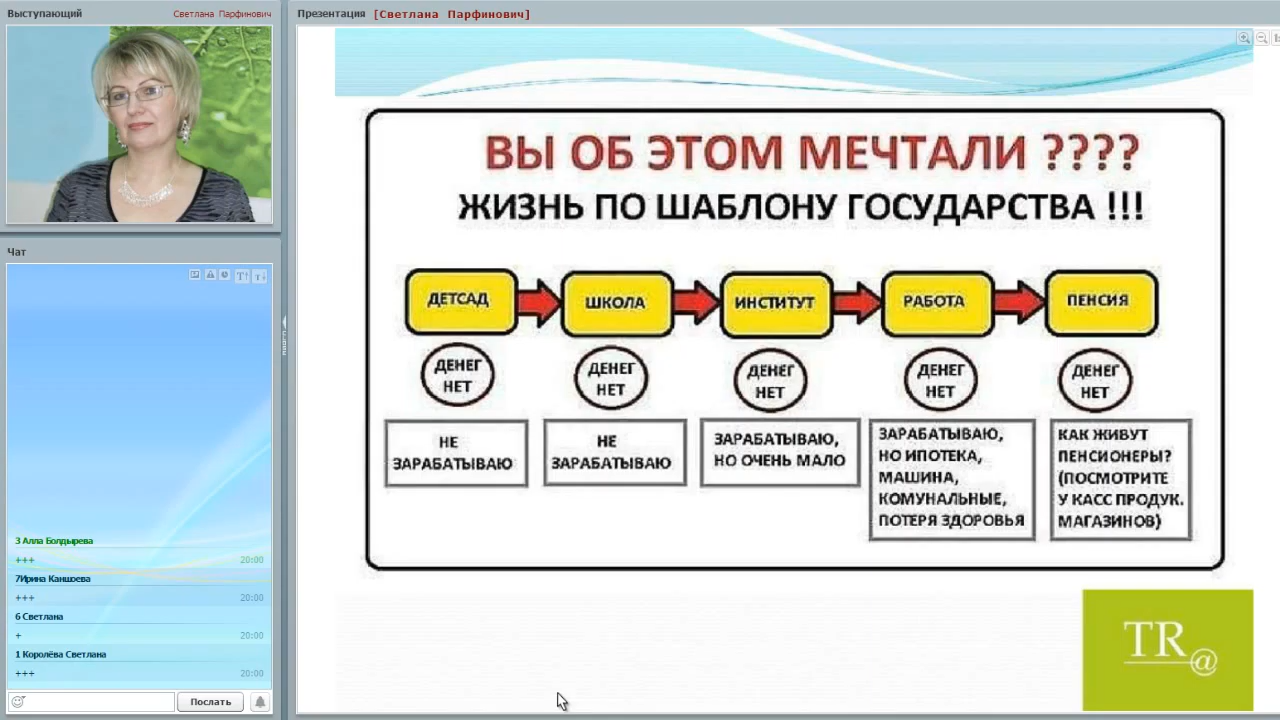 Выступающий
Светлана Парфинович
Презентация [Светлана Парфинович]
ВЫ ОБ ЭТОМ МЕЧТАЛИ ????
ЖИЗНЬ ПО ШАБЛОНУ ГОСУДАРСТВА !!!
ДЕТСАД
ШКОЛА
ИНСТИТУТ
РАБОТА
ПЕНСИЯ
ДЕНЕГ
НЕТ
ДЕНЕГ
НЕТ
ДЕНЕГ
НЕТ
ДЕНЕГ
НЕТ
ДЕНЕГ
НЕТ
НЕ
ЗАРАБАТЫВАЮ
НЕ
ЗАРАБАТЫВАЮ
ЗАРАБАТЫВАЮ,
НО ОЧЕНЬ МАЛО
ЗАРАБАТЫВАЮ,
НО ИПОТЕКА,
МАШИНА,
КОМУНАЛЬНЫЕ,
ПОТЕРЯ ЗДОРОВЬЯ
КАК ЖИВУТ
ПЕНСИОНЕРЫ?
(ПОСМОТРИТЕ
У КАСС ПРОДУК.
МАГАЗИНОВ)
TR@
Чат
3 Алла Болдырева
+++ 20:00
7Ирина Каншоева
+++ 20:00
6 Светлана
+ 20:00
1 Королёва Светлана
+++ 20:00
Послать